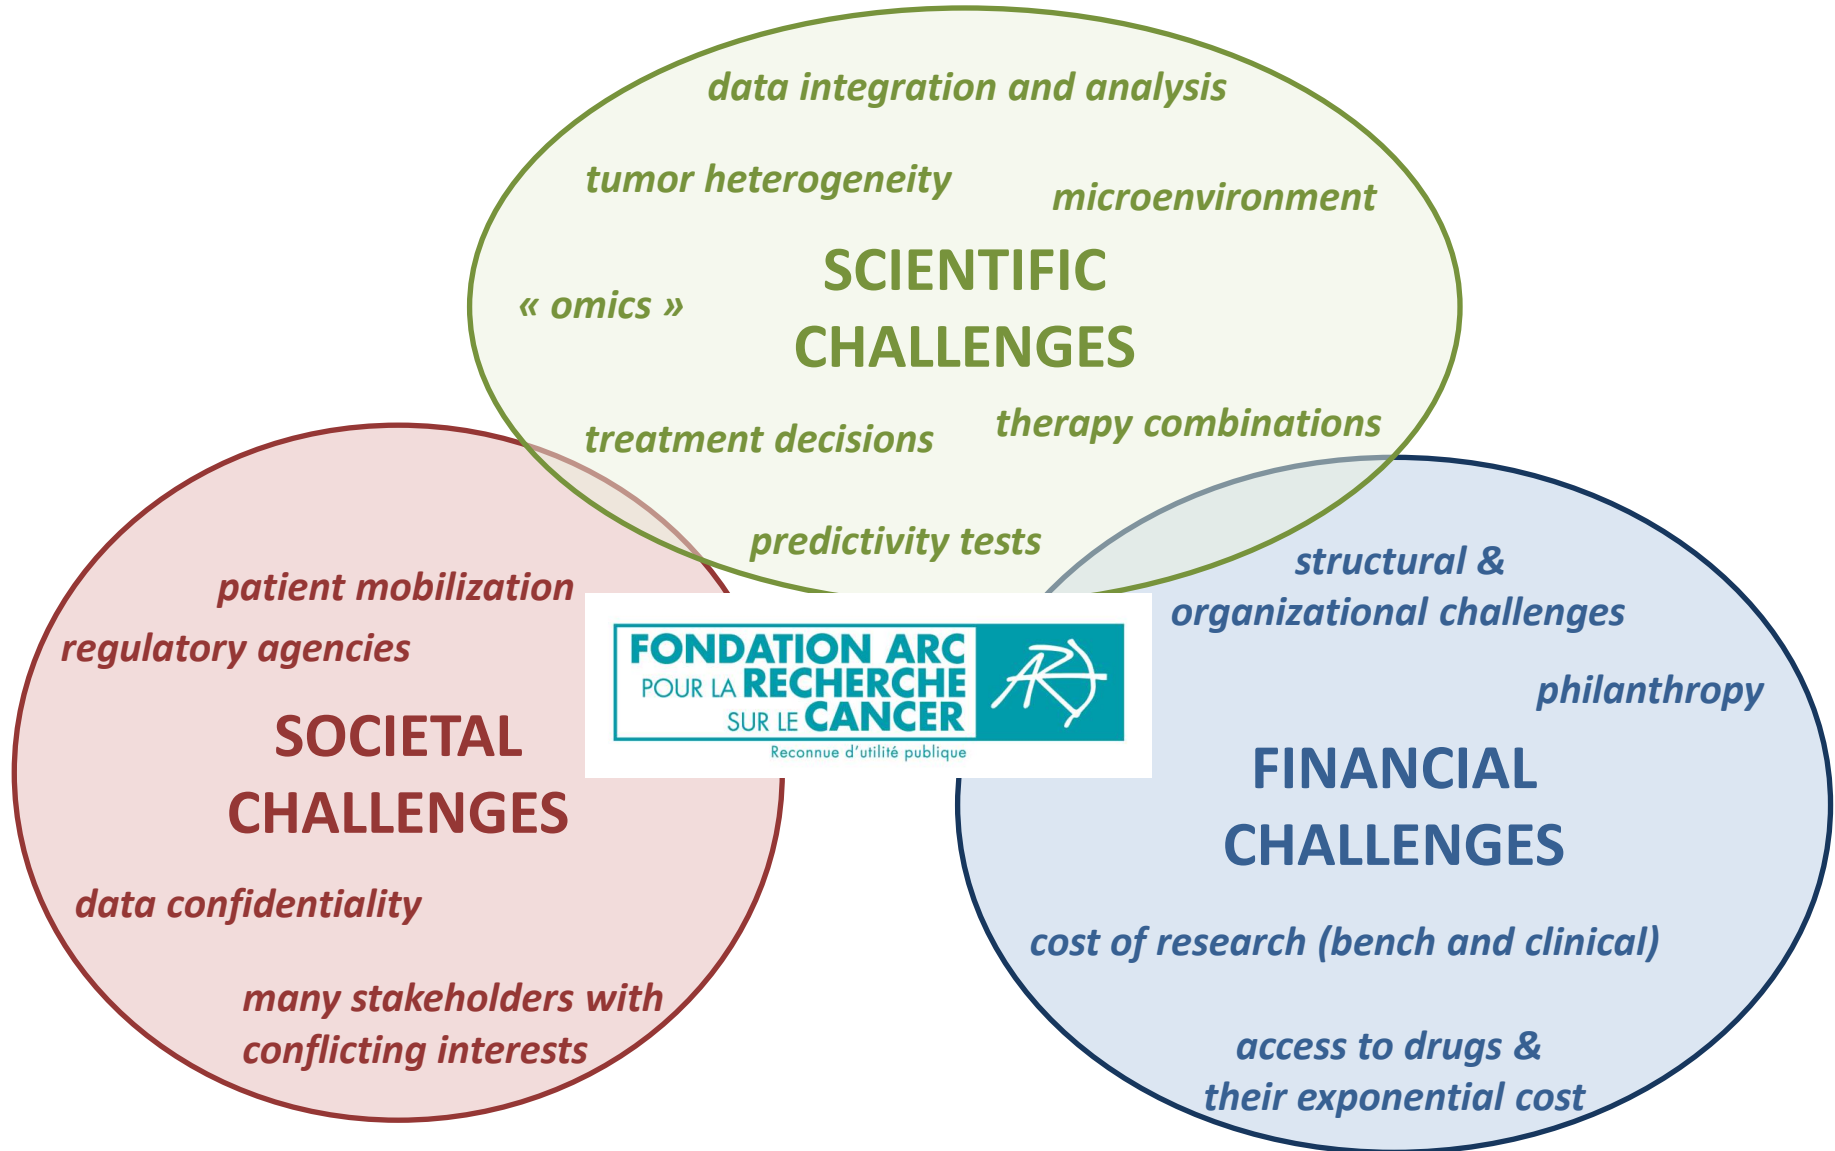 data integration and analysis
tumor heterogeneity
microenvironment
SCIENTIFIC
CHALLENGES
« omics »
treatment decisions
therapy combinations
predictivity tests
patient mobilization
regulatory agencies
SOCIETAL
CHALLENGES
data confidentiality
many stakeholders with
conflicting interests
FONDATION ARC
POUR LA RECHERCHE
SUR LE CANCER
ARC
Reconnue d'utilité publique
structural &
organizational challenges
philanthropy
FINANCIAL
CHALLENGES
cost of research (bench and clinical)
access to drugs &
their exponential cost